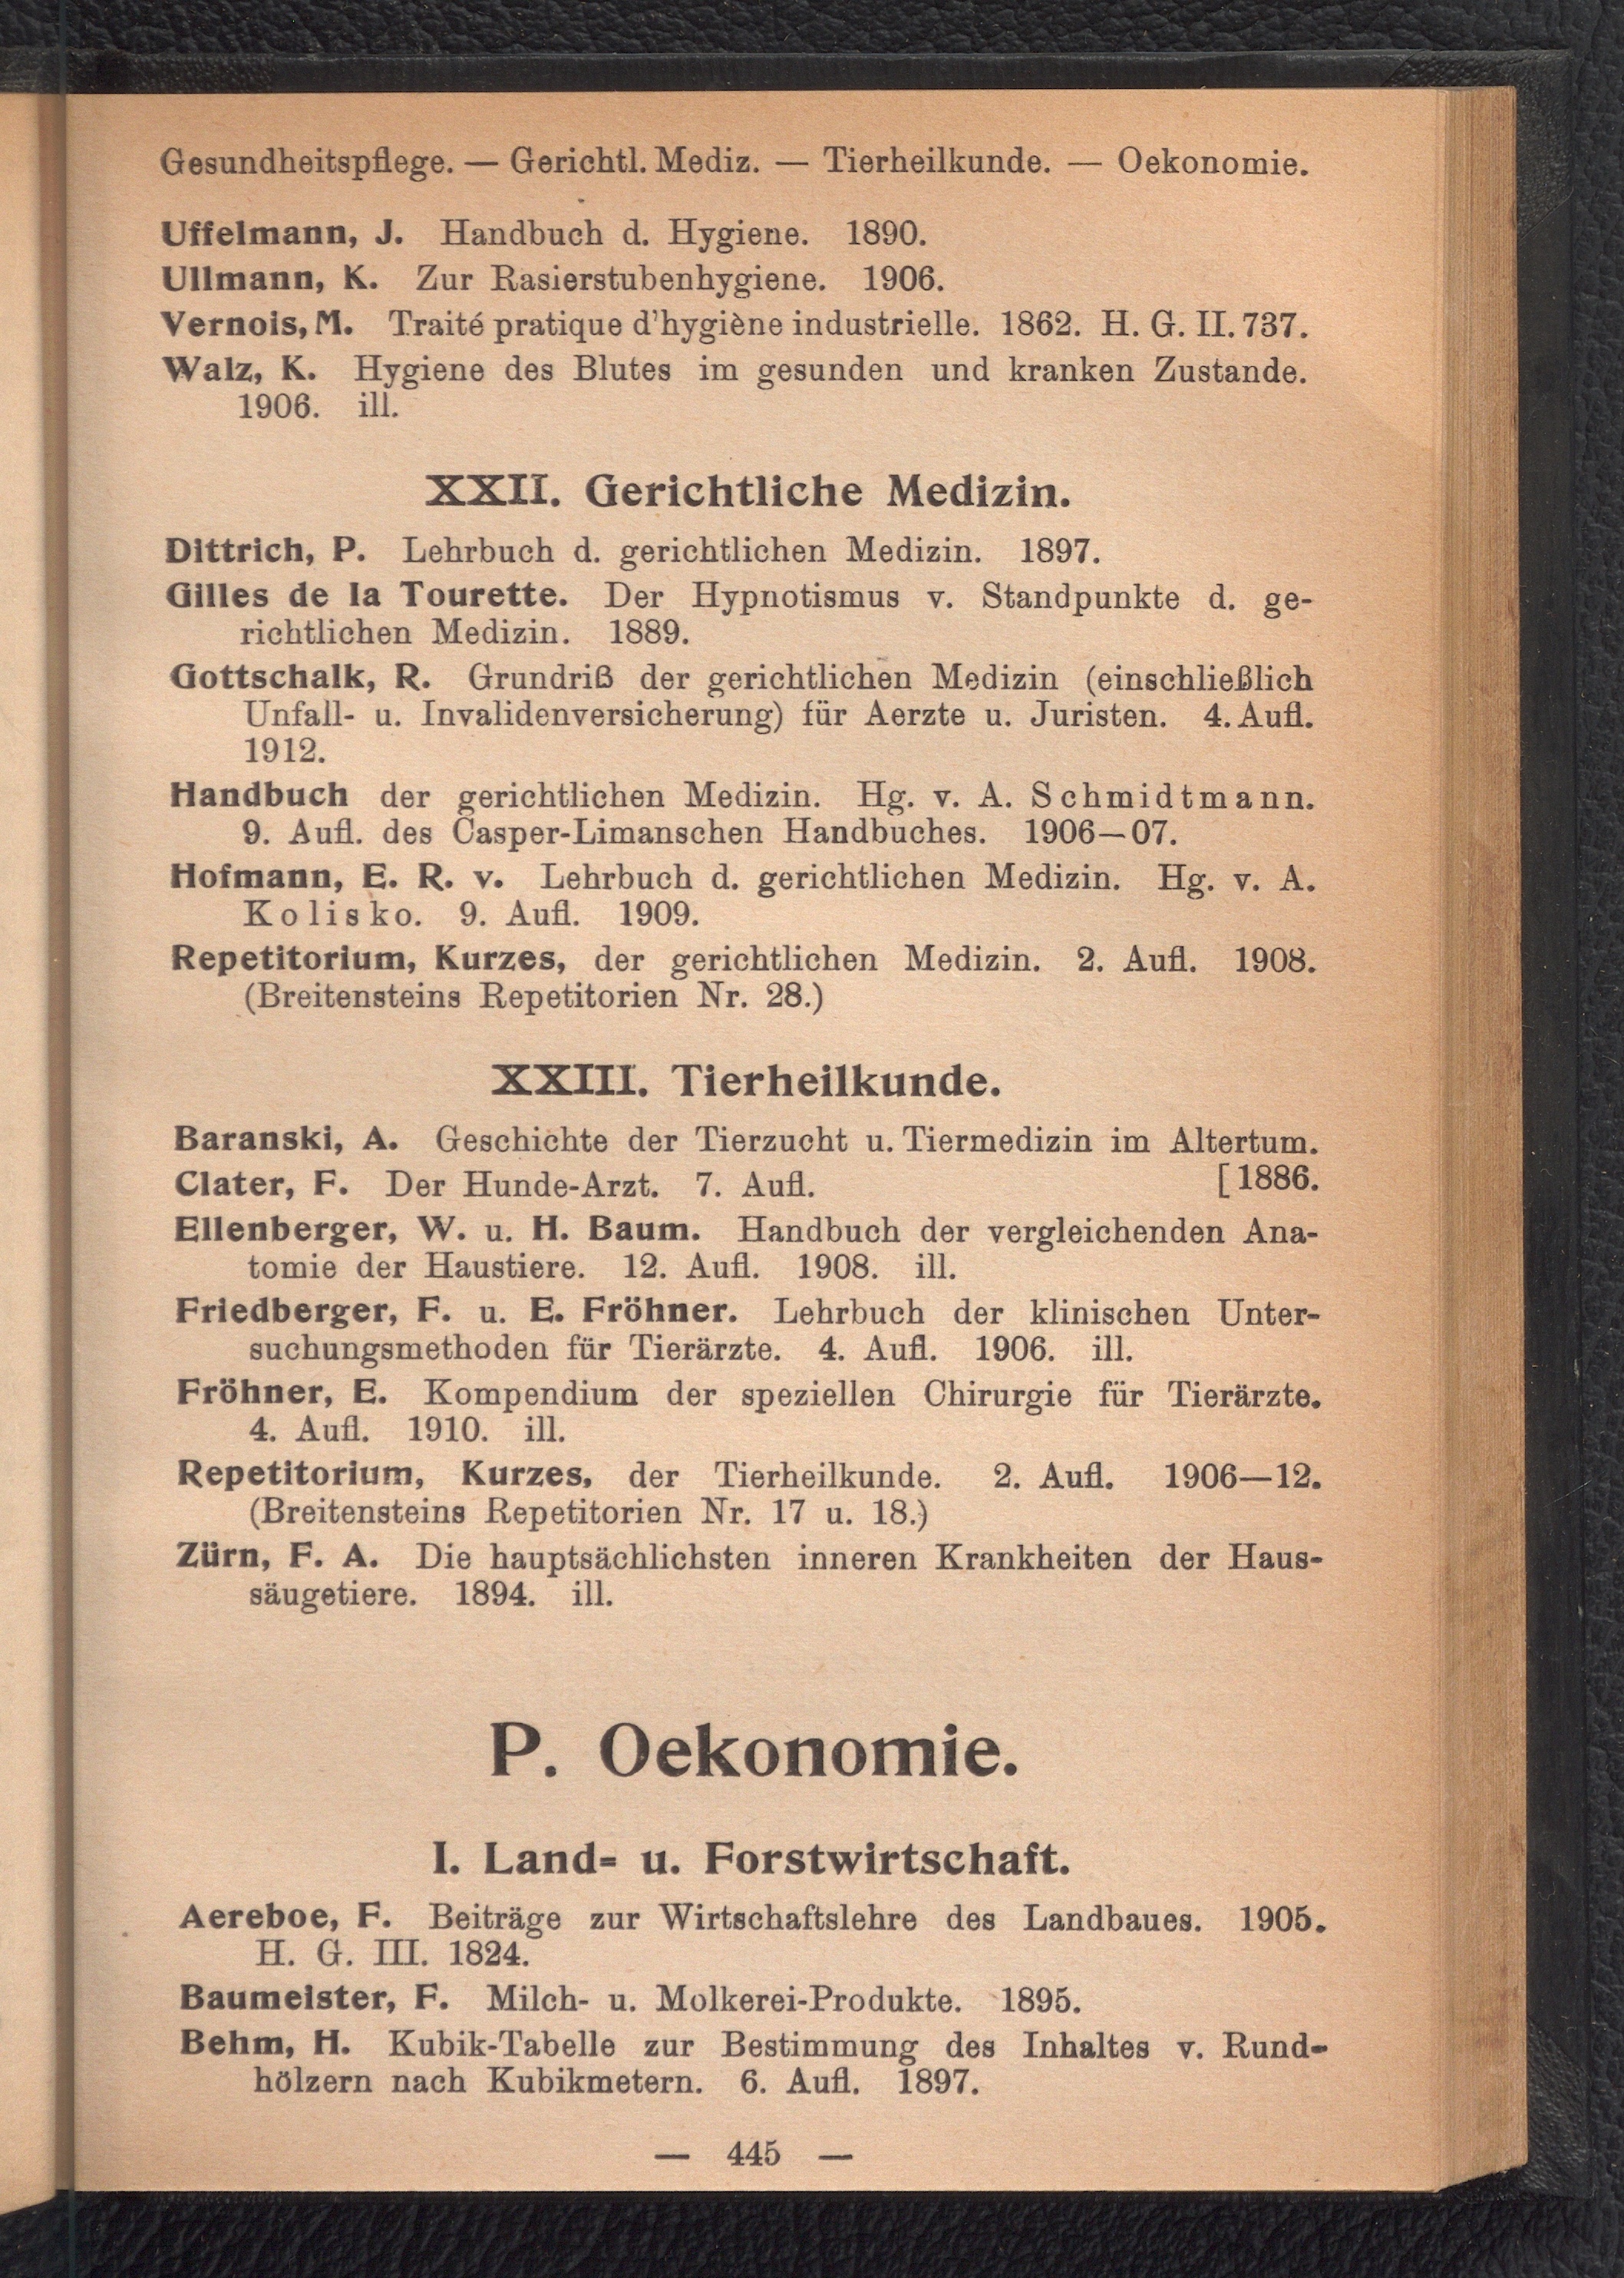 Gesundheitspflege. — Gerichtl. Mediz. — Tierheilkunde. — Oekonomie.
Uffelmann, J. Handbuch d. Hygiene. 1890.
Ullmann, K. Zur Rasierstubenhygiene. 1906.
Vernois, M. Traité pratique d'hygiène industrielle. 1862. H. G. II. 737.
Walz, K. Hygiene des Blutes im gesunden und kranken Zustande.
1906. ill.
XXII. Gerichtliche Medizin.
Dittrich, P. Lehrbuch d. gerichtlichen Medizin. 1897.
Gilles de la Tourette. Der Hypnotismus v. Standpunkte d. ge-
richtlichen Medizin. 1889.
Gottschalk, R. Grundriß der gerichtlichen Medizin (einschließlich
Unfall- u. Invalidenversicherung) für Aerzte u. Juristen. 4. Aufl.
1912.
Handbuch der gerichtlichen Medizin. Hg. v. A. Schmidtmann.
9. Aufl. des Casper-Limanschen Handbuches. 1906—07.
Hofmann, E. R. v. Lehrbuch d. gerichtlichen Medizin. Hg. v. A.
Kolisko. 9. Aufl. 1909.
Repetitorium, Kurzes, der gerichtlichen Medizin. 2. Aufl. 1908.
(Breitensteins Repetitorien Nr. 28.)
XXIII. Tierheilkunde.
Baranski, A. Geschichte der Tierzucht u. Tiermedizin im Altertum.
Clater, F. Der Hunde-Arzt. 7. Aufl. [1886.
Ellenberger, W. u. H. Baum. Handbuch der vergleichenden Ana-
tomie der Haustiere. 12. Aufl. 1908. ill.
Friedberger, F. u. E. Fröhner. Lehrbuch der klinischen Unter-
suchungsmethoden für Tierärzte. 4. Aufl. 1906. ill.
Fröhner, E. Kompendium der speziellen Chirurgie für Tierärzte.
4. Aufl. 1910. ill.
Repetitorium, Kurzes, der Tierheilkunde. 2. Aufl. 1906—12.
(Breitensteins Repetitorien Nr. 17 u. 18.)
Zürn, F. A. Die hauptsächlichsten inneren Krankheiten der Haus-
säugetiere. 1894. ill.
P. Oekonomie.
I. Land- u. Forstwirtschaft.
Aereboe, F. Beiträge zur Wirtschaftslehre des Landbaues. 1905.
H. G. III. 1824.
Baumeister, F. Milch- u. Molkerei-Produkte. 1895.
Behm, H. Kubik-Tabelle zur Bestimmung des Inhaltes v. Rund-
hölzern nach Kubikmetern. 6. Aufl. 1897.
— 445 —